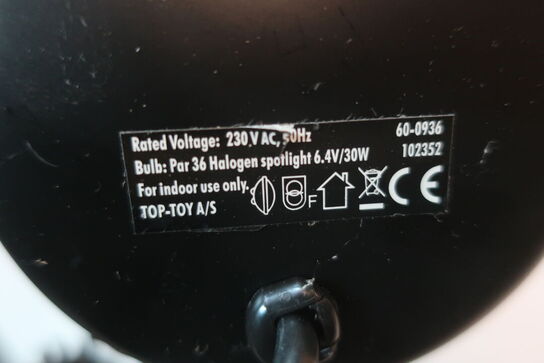 Rated Voltage: 230 V AC, 50Hz 60-0936
Bulb: Par 36 Halogen spotlight 6.4V/30W 102352
For indoor use only.
TOP-TOY A/S F CE